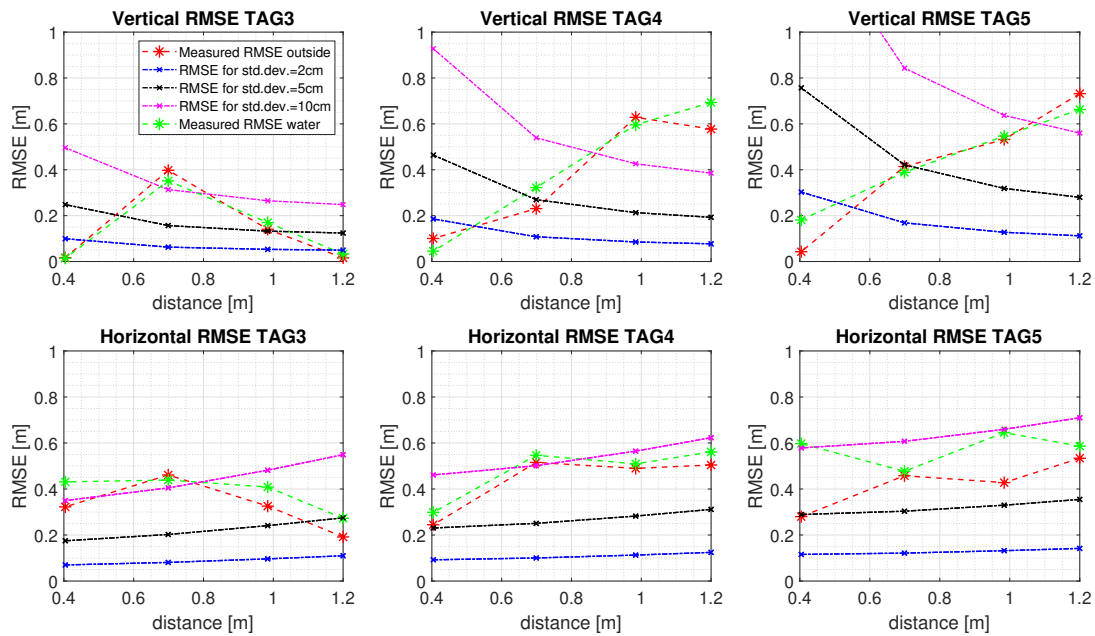 Vertical RMSE TAG3
RMSE [m]
1
0.8
0.6
0.4
0.2
0
Measured RMSE outside
RMSE for std.dev.=2cm
RMSE for std.dev.=5cm
RMSE for std.dev.=10cm
Measured RMSE water
0.4 0.6 0.8 1 1.2
distance [m]
Vertical RMSE TAG4
RMSE [m]
1
0.8
0.6
0.4
0.2
0
0.4 0.6 0.8 1 1.2
distance [m]
Vertical RMSE TAG5
RMSE [m]
1
0.8
0.6
0.4
0.2
0
0.4 0.6 0.8 1 1.2
distance [m]
Horizontal RMSE TAG3
RMSE [m]
1
0.8
0.6
0.4
0.2
0
0.4 0.6 0.8 1 1.2
distance [m]
Horizontal RMSE TAG4
RMSE [m]
1
0.8
0.6
0.4
0.2
0
0.4 0.6 0.8 1 1.2
distance [m]
Horizontal RMSE TAG5
RMSE [m]
1
0.8
0.6
0.4
0.2
0
0.4 0.6 0.8 1 1.2
distance [m]